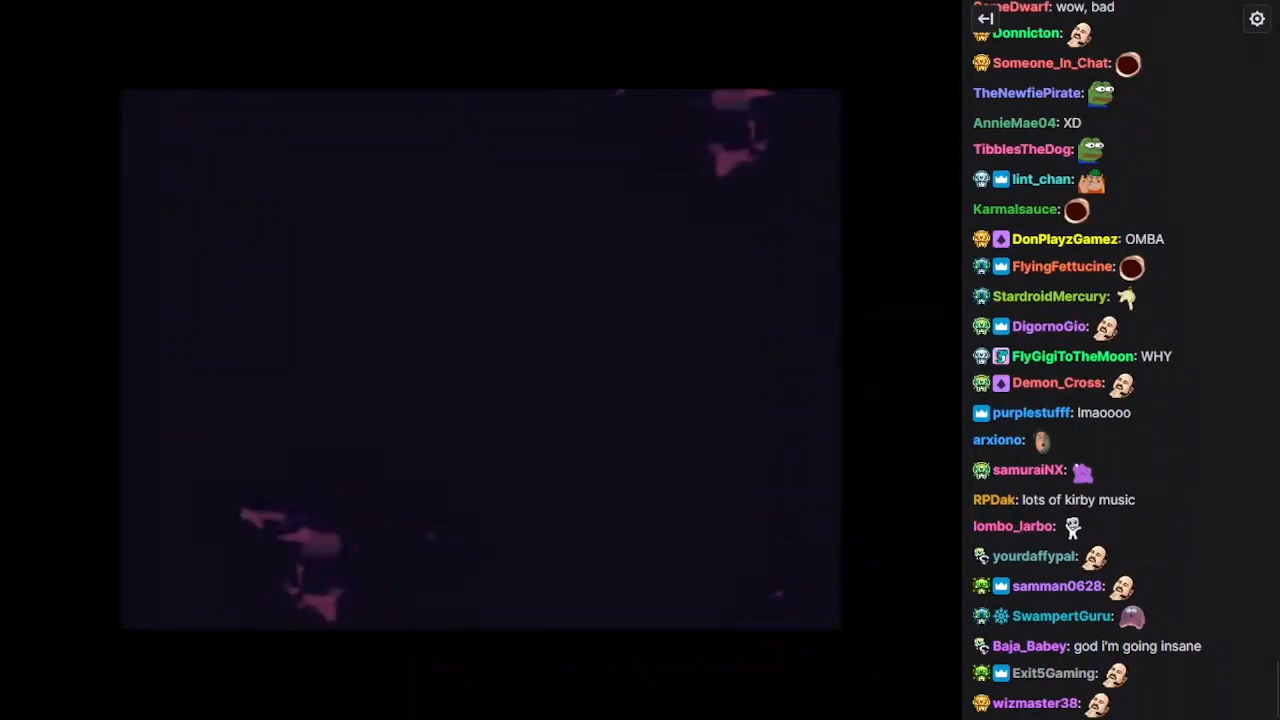 SomeDwarf: wow, bad
Donnicton:
Someone_In_Chat:
TheNewfiePirate:
AnnieMae04: XD
TibblesTheDog:
lint_chan:
Karmalsauce:
DonPlayzGamez: OMBA
FlyingFettucine:
StardroidMercury:
DigornoGio:
FlyGigiToTheMoon: WHY
Demon_Cross:
purplestufff: lmaoooo
arxiono:
samuraiNX:
RPDak: lots of kirby music
lombo_larbo:
yourdaffypal:
samman0628:
SwampertGuru:
Baja_Babey: god i'm going insane
Exit5Gaming:
wizmaster38: